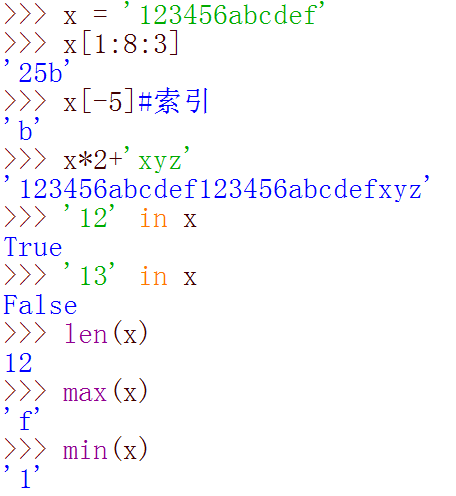 >>> x = '123456abcdef'
>>> x[1:8:3]
'25b'
>>> x[-5]#索引
'b'
>>> x*2+'xyz'
'123456abcdef123456abcdefxyz'
>>> '12' in x
True
>>> '13' in x
False
>>> len(x)
12
>>> max(x)
'f'
>>> min(x)
'1'